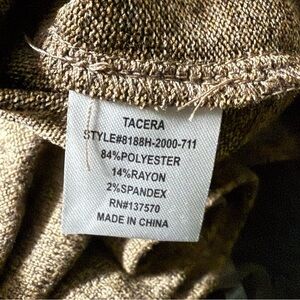 TACERA
STYLE#8188H-2000-711
84%POLYESTER
14%RAYON
2%SPANDEX
RN#137570
MADE IN CHINA